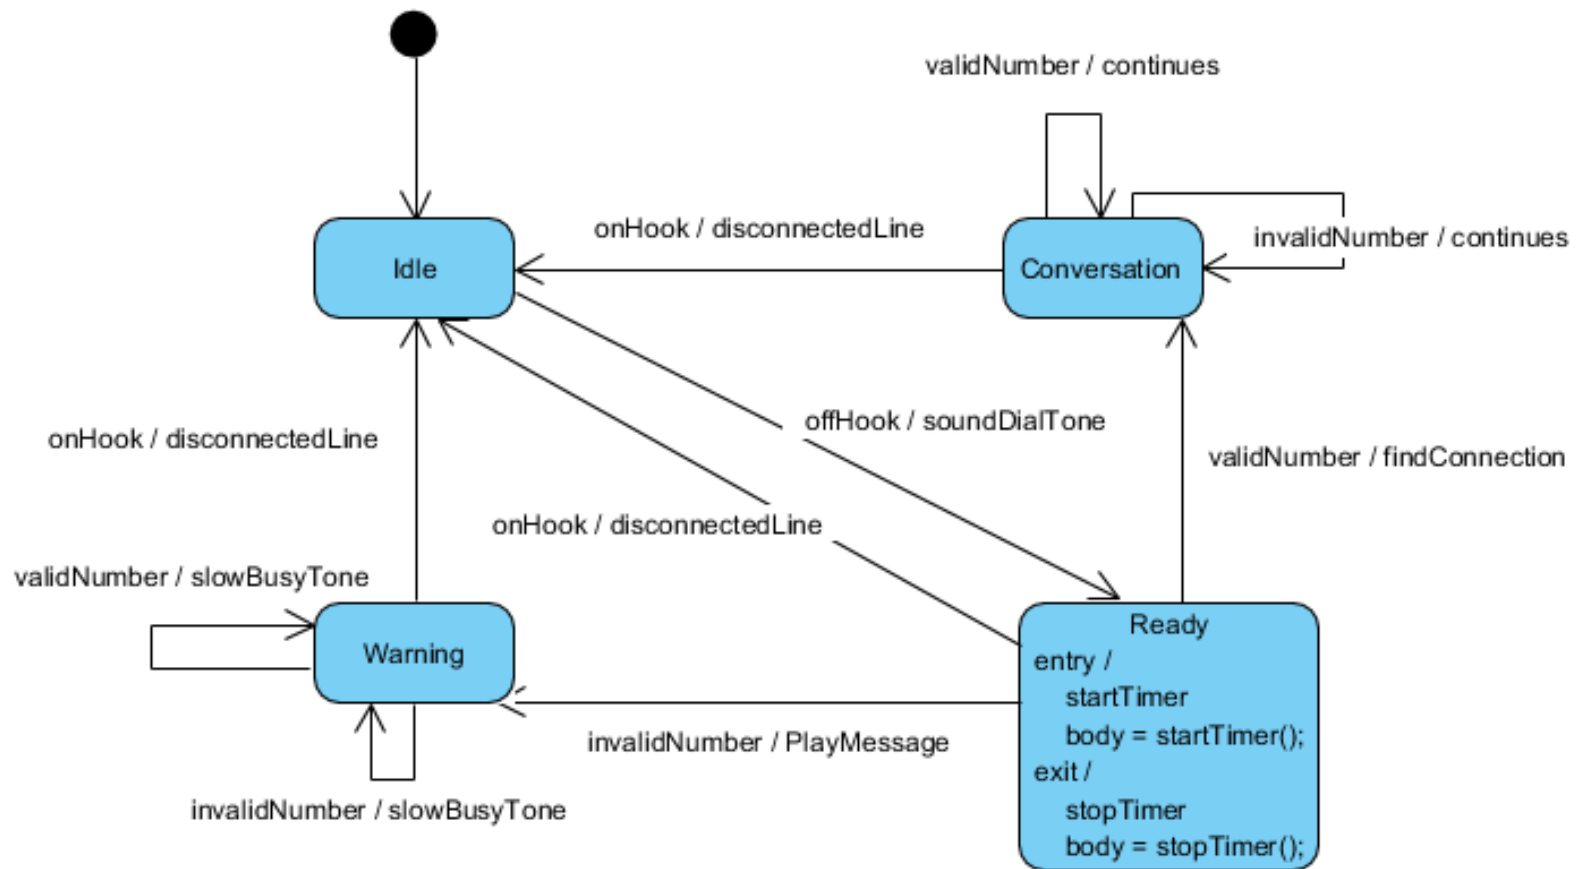 validNumber / continues
onHook / disconnectedLine
invalidNumber / continues
Idle
Conversation
offHook / soundDialTone
onHook / disconnectedLine
validNumber / findConnection
onHook / disconnectedLine
validNumber / slowBusyTone
Ready
Warning
entry /
startTimer
body = startTimer();
invalidNumber / PlayMessage
exit /
invalidNumber / slowBusyTone
stopTimer
body = stopTimer();